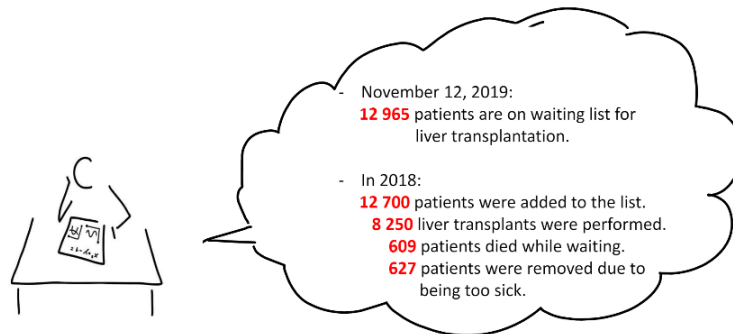 - November 12, 2019:
12 965 patients are on waiting list for
liver transplantation.
- In 2018:
12 700 patients were added to the list.
8 250 liver transplants were performed.
609 patients died while waiting.
627 patients were removed due to
being too sick.